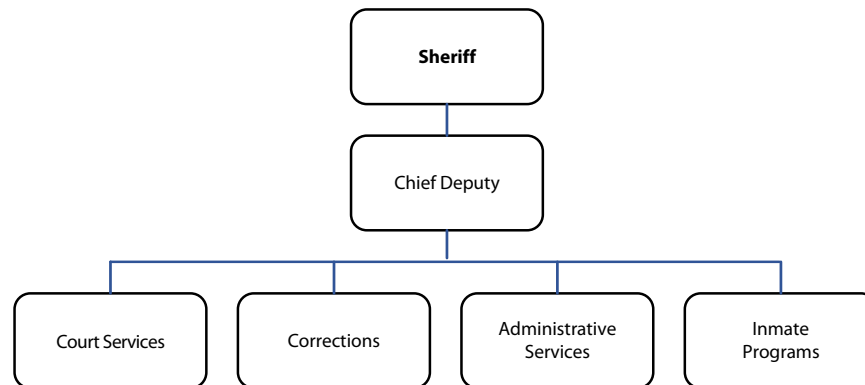 Sheriff
Chief Deputy
Court Services
Corrections
Administrative
Services
Inmate
Programs